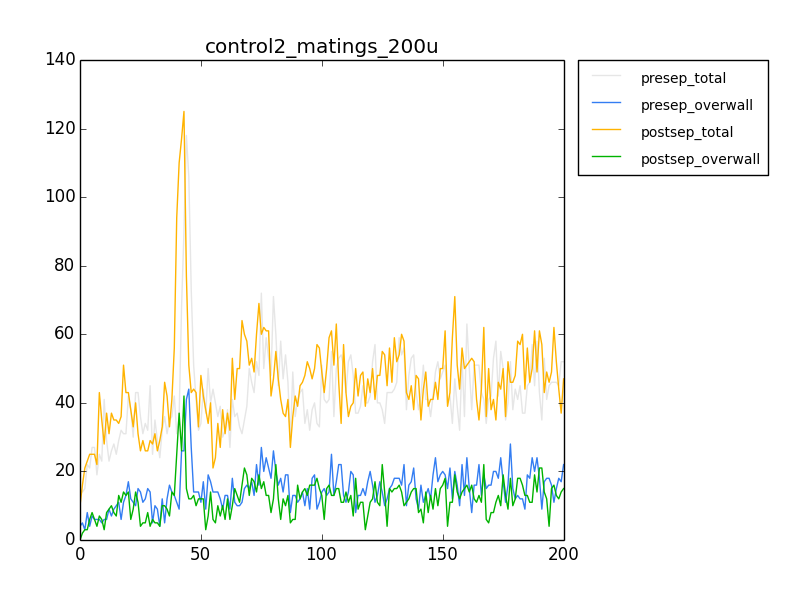 control2_matings_200u
140
120
100
80
60
40
20
0
0 50 100 150 200
presep_total
presep_overwall
postsep_total
postsep_overwall